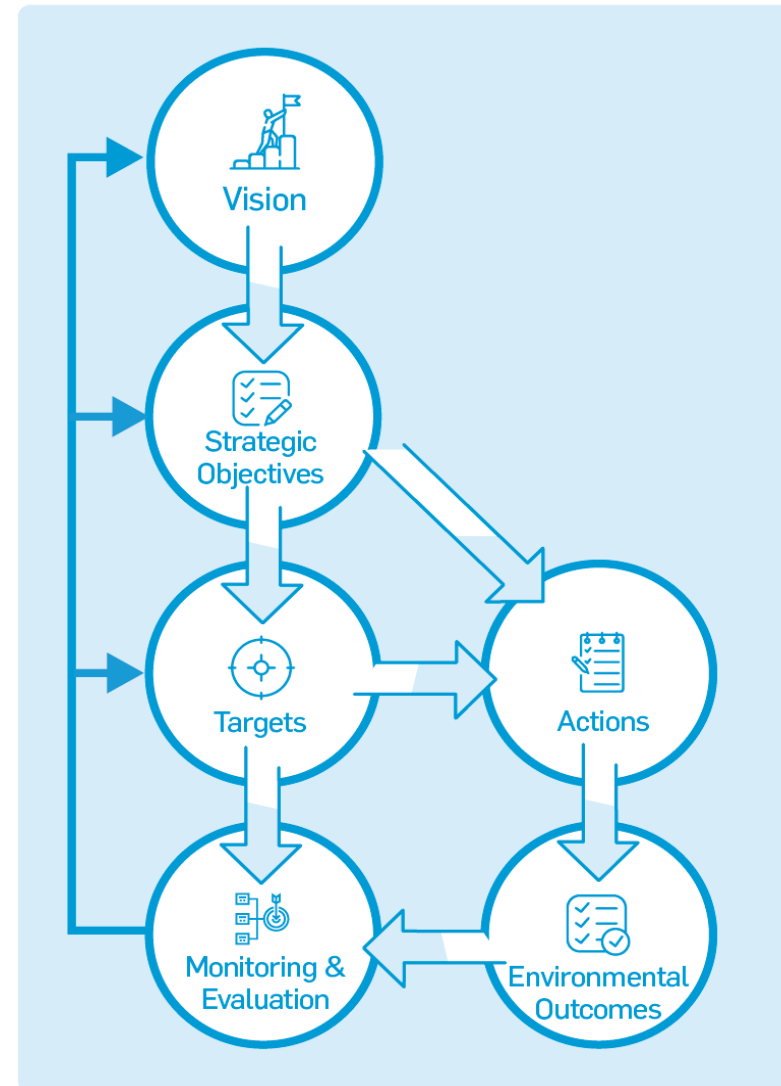 Vision
Strategic
Objectives
Targets
Actions
Monitoring &
Evaluation
Environmental
Outcomes